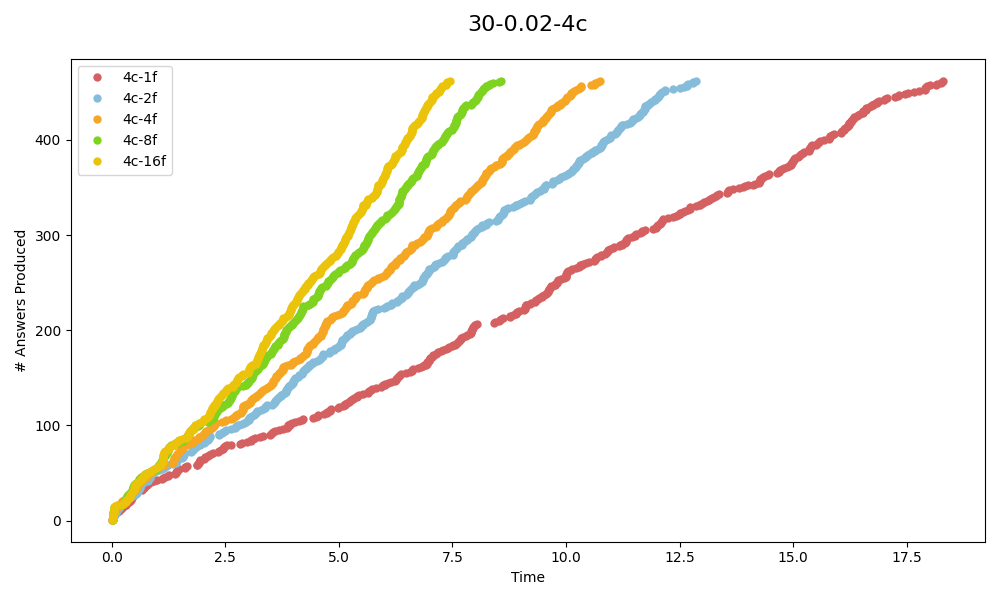 30-0.02-4c
4c-1f
4c-2f
4c-4f
4c-8f
4c-16f
# Answers Produced
400
300
200
100
0
0.0 2.5 5.0 7.5 10.0 12.5 15.0 17.5
Time